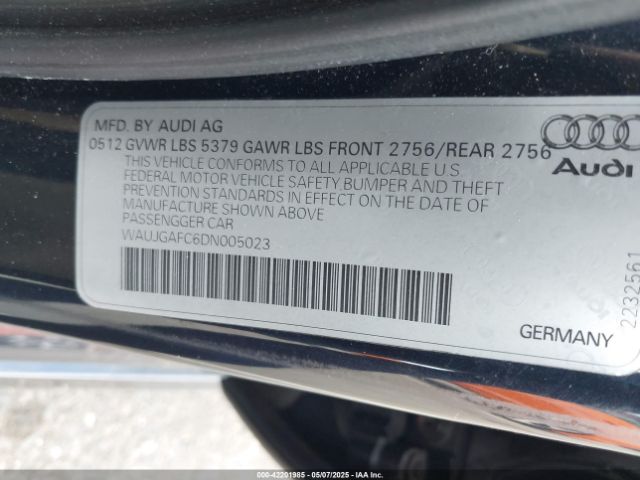 MFD. BY AUDI AG
0512 GVWR LBS 5379 GAWR LBS FRONT 2756/REAR 2756
THIS VEHICLE CONFORMS TO ALL APPLICABLE U.S
FEDERAL MOTOR VEHICLE SAFETY, BUMPER AND THEFT
PREVENTION STANDARDS IN EFFECT ON THE DATE OF
MANUFACTURE SHOWN ABOVE
PASSENGGER CAR
WAUJGAFC6DN005023
Audi
2232561
GERMANY
000-42201985 - 05/07/2025 - IAAI Inc.